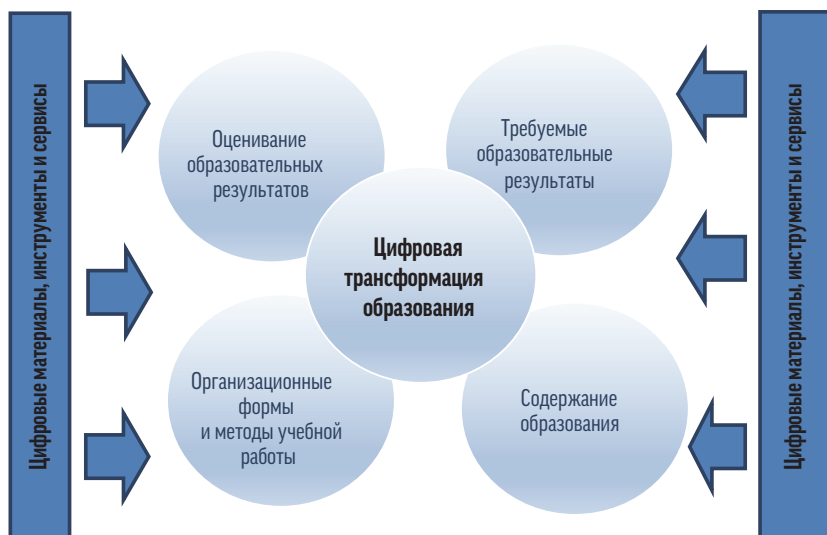 Цифровые материалы, инструменты и сервисы
Оценивание
образовательных
результатов
Требуемые
образовательные
результаты
Цифровая
трансформация
образования
Организационные
формы
и методы учебной
работы
Содержание
образования
Цифровые материалы, инструменты и сервисы